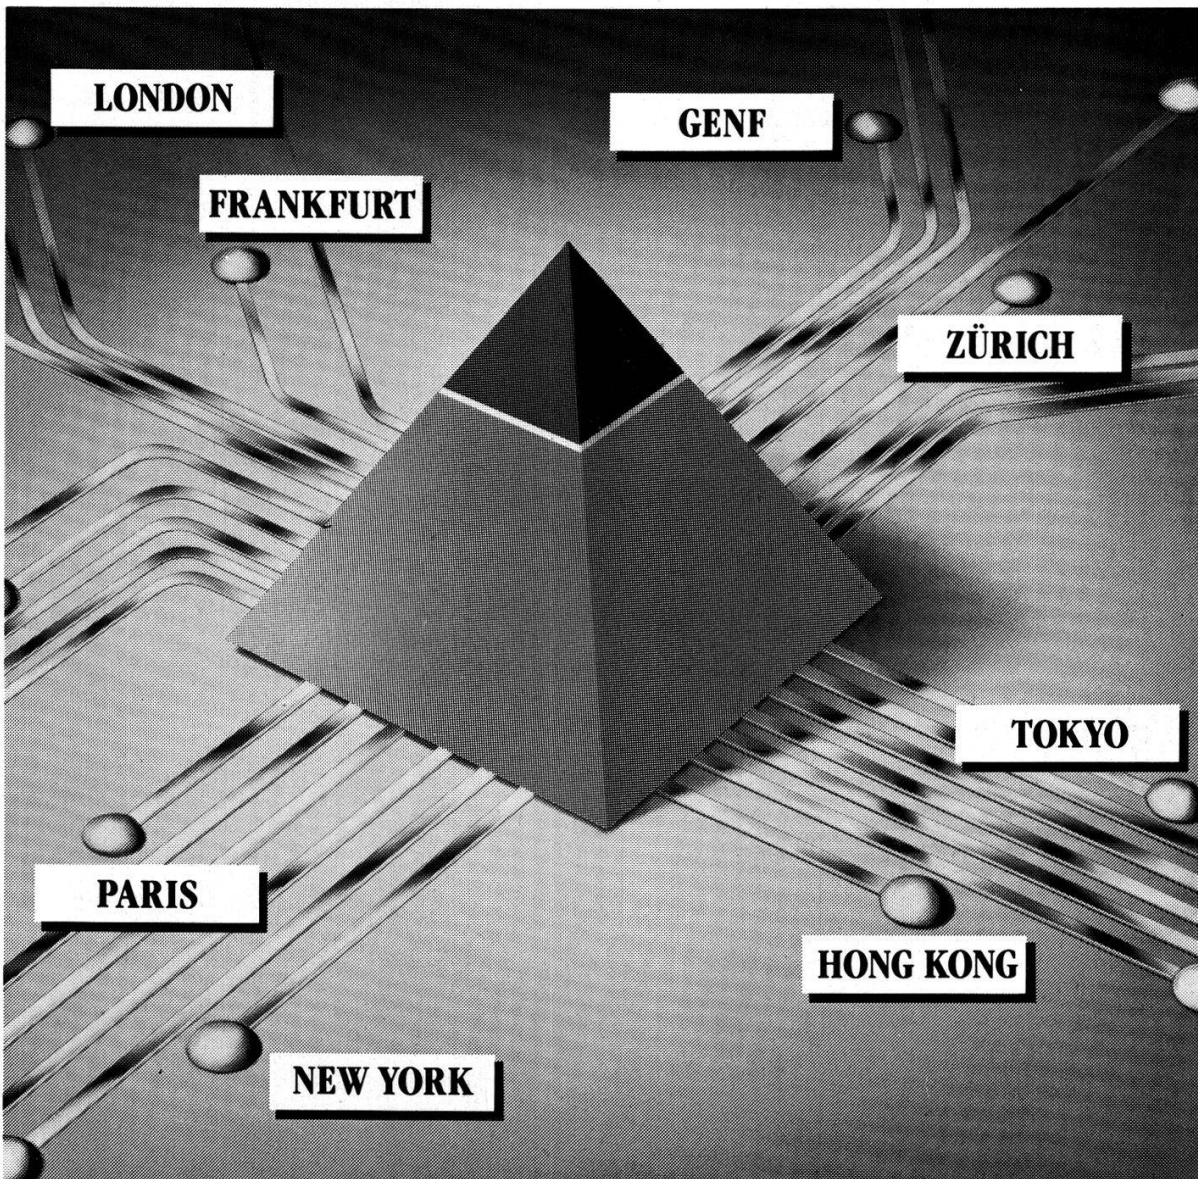 LONDON
GENF
FRANKFURT
ZÜRICH
TOKYO
PARIS
HONG KONG
NEW YORK